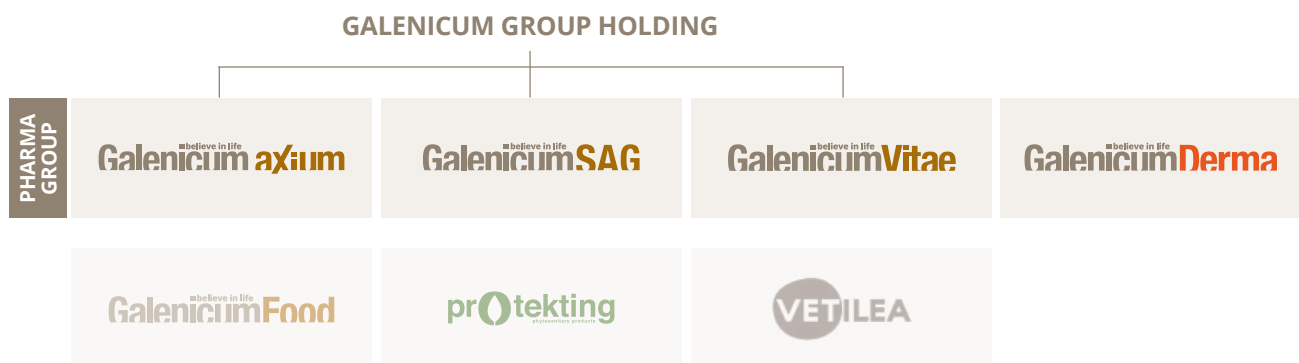 GALENICUM GROUP HOLDING
PHARMA
GROUP
believe in life
Galenicum axium
believe in life
GalenicumSAG
believe in life
GalenicumVitae
believe in life
GalenicumDerma
believe in life
GalenicumFood
protekting
phytosanitary products
VETILEA